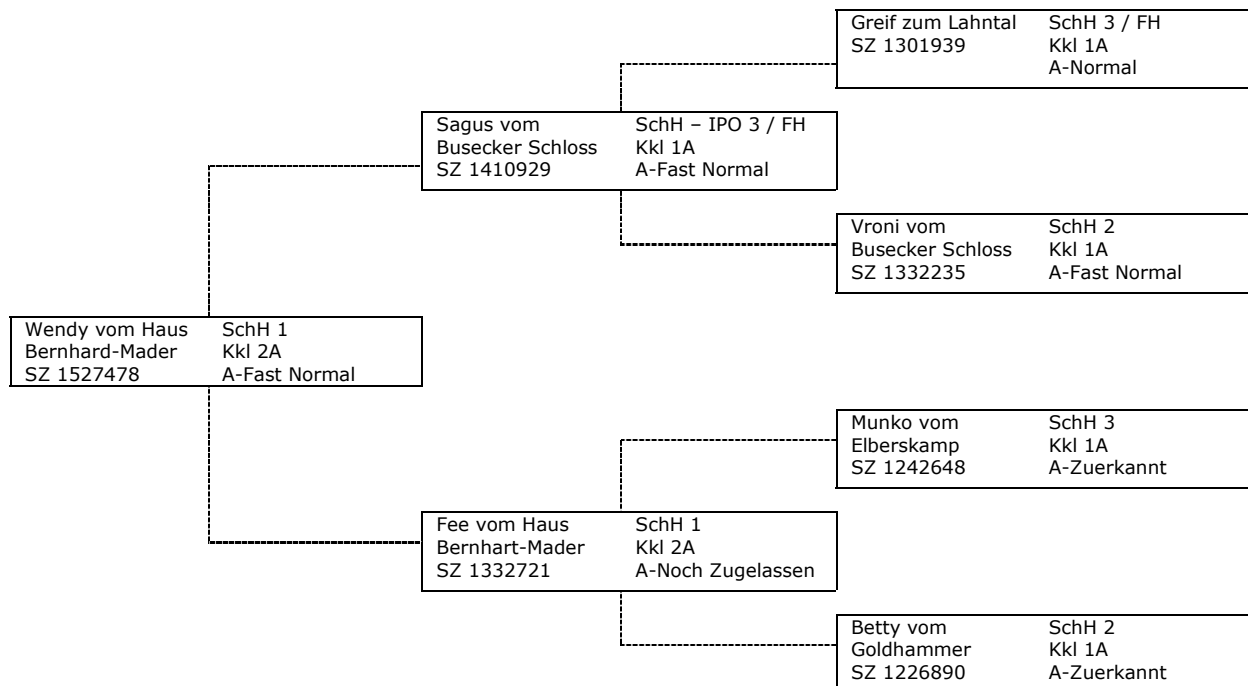 Greif zum Lahntal SchH 3 / FH
SZ 1301939 Kkl 1A
A-Normal
Sagus vom SchH – IPO 3 / FH
Busecker Schloss Kkl 1A
SZ 1410929 A-Fast Normal
Vroni vom SchH 2
Busecker Schloss Kkl 1A
SZ 1332235 A-Fast Normal
Wendy vom Haus SchH 1
Bernhard-Mader Kkl 2A
SZ 1527478 A-Fast Normal
Munko vom SchH 3
Elberskamp Kkl 1A
SZ 1242648 A-Zuerkannt
Fee vom Haus SchH 1
Bernhart-Mader Kkl 2A
SZ 1332721 A-Noch Zugelassen
Betty vom SchH 2
Goldhammer Kkl 1A
SZ 1226890 A-Zuerkannt